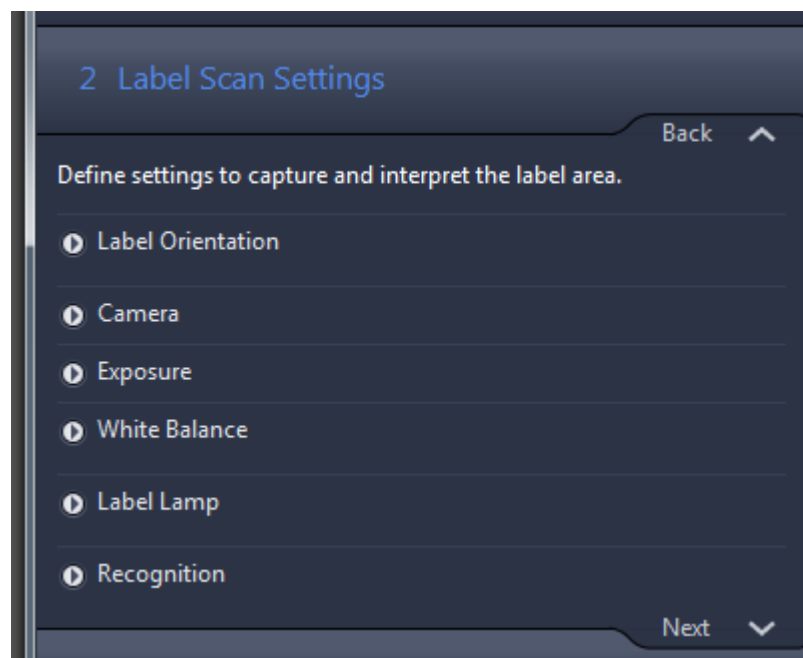 2 Label Scan Settings
Back
Define settings to capture and interpret the label area.
Label Orientation
Camera
Exposure
White Balance
Label Lamp
Recognition
Next